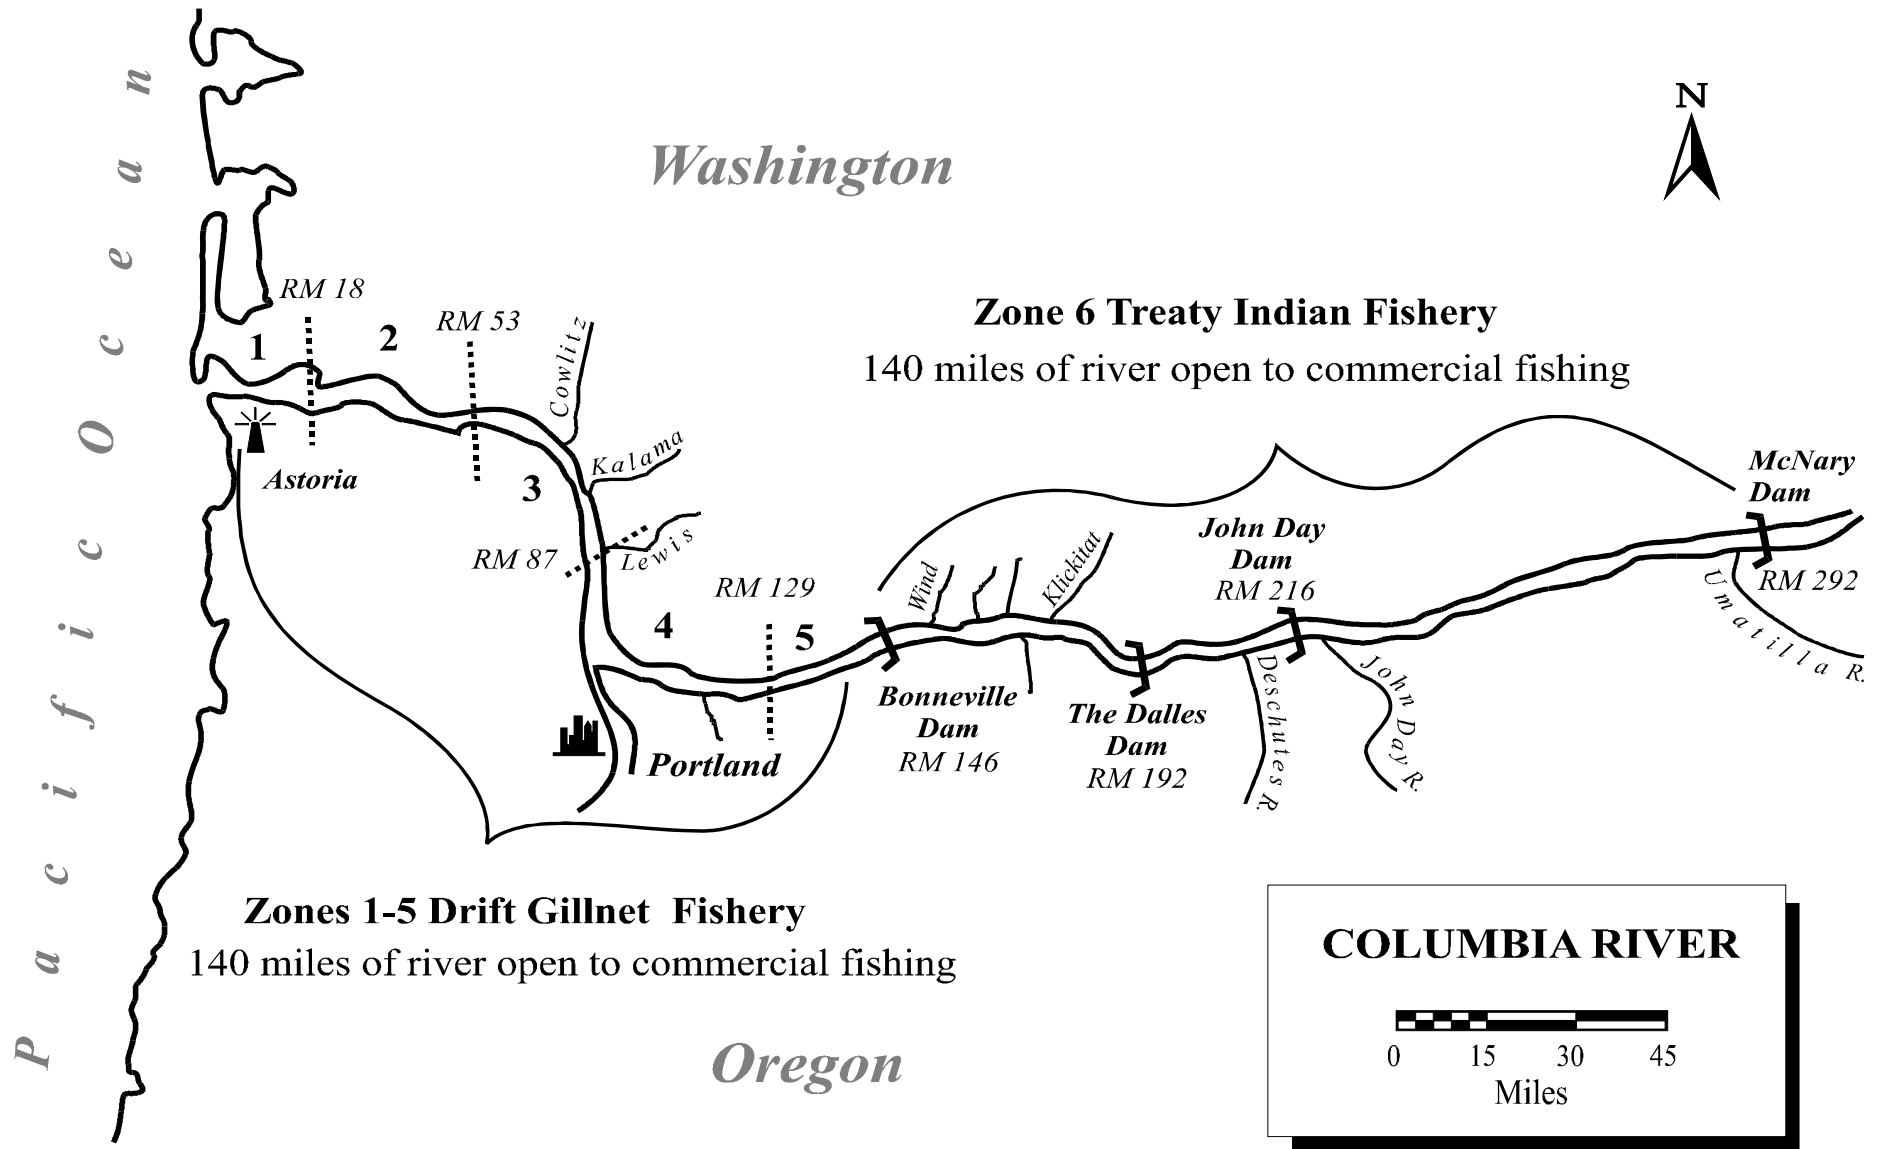 Pacific Ocean
N
Washington
RM 18
1
2
RM 53
Cowlitz
Zone 6 Treaty Indian Fishery
140 miles of river open to commercial fishing
Astoria
3
Kalama
McNary
Dam
RM 292
RM 87
Lewis
John Day
Dam
RM 216
RM 129
4
5
Wind
Klickitat
Umatilla R.
Bonneville
Dam
RM 146
The Dalles
Dam
RM 192
Deschutes R.
John Day R.
Portland
Zones 1-5 Drift Gillnet Fishery
140 miles of river open to commercial fishing
Oregon
COLUMBIA RIVER
0 15 30 45
Miles